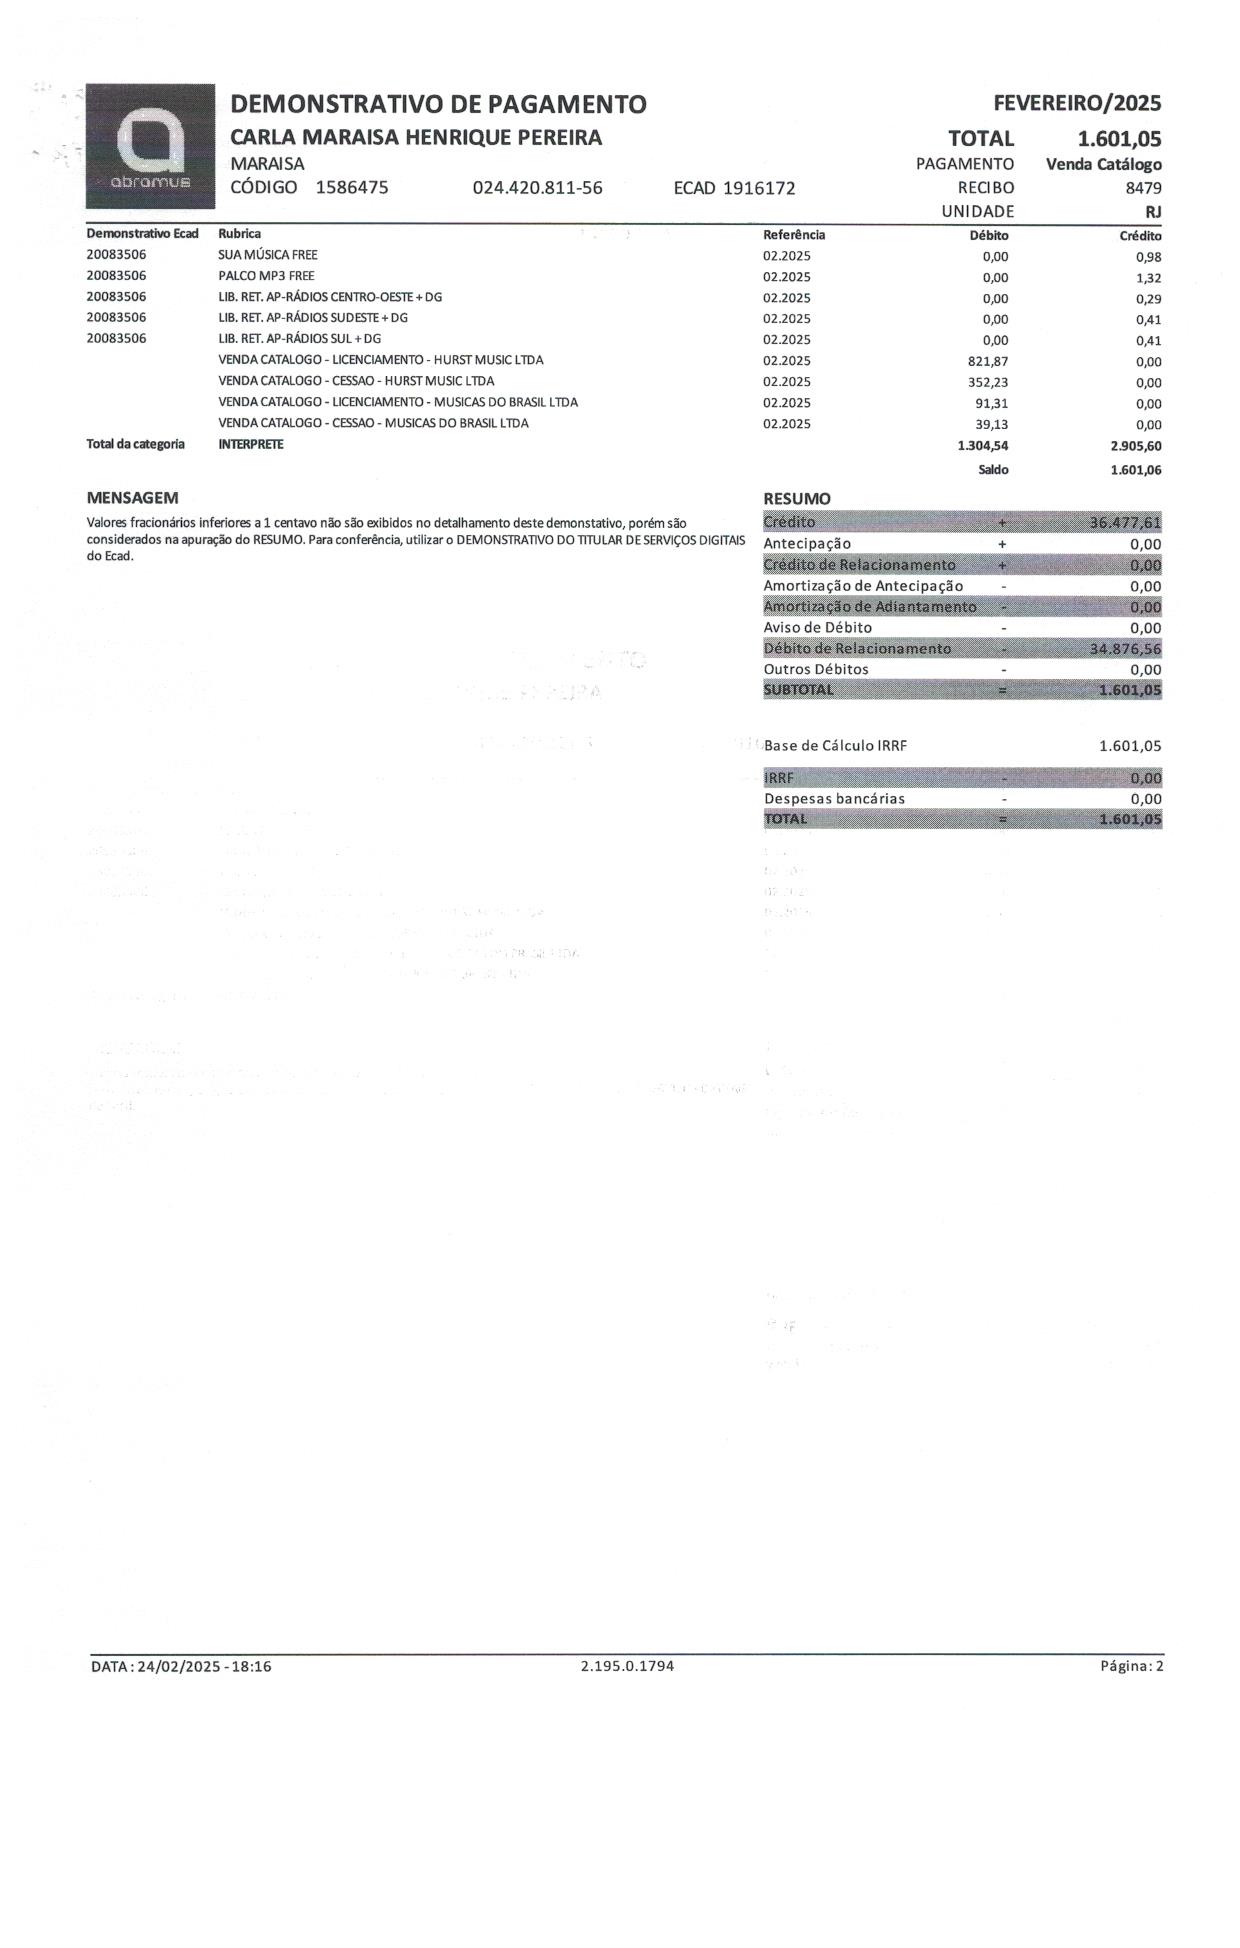 abramus
DEMONSTRATIVO DE PAGAMENTO FEVEREIRO/2025
CARLA MARAISA HENRIQUE PEREIRA TOTAL 1.601,05
MARAISA PAGAMENTO Venda Catálogo
CÓDIGO 1586475 024.420.811-56 ECAD 1916172 RECIBO 8479
UNIDADE RJ
Demonstrativo Ecad Rubrica Referência Débito Crédito
20083506 SUA MÚSICA FREE 02.2025 0,00 0,98
20083506 PALCO MP3 FREE 02.2025 0,00 1,32
20083506 LIB. RET. AP-RÁDIOS CENTRO-OESTE + DG 02.2025 0,00 0,29
20083506 LIB. RET. AP-RÁDIOS SUDESTE + DG 02.2025 0,00 0,41
20083506 LIB. RET. AP-RÁDIOS SUL + DG 02.2025 0,00 0,41
VENDA CATALOGO - LICENCIAMENTO - HURST MUSIC LTDA 02.2025 821,87 0,00
VENDA CATALOGO - CESSAO - HURST MUSIC LTDA 02.2025 352,23 0,00
VENDA CATALOGO - LICENCIAMENTO - MUSICAS DO BRASIL LTDA 02.2025 91,31 0,00
VENDA CATALOGO - CESSAO - MUSICAS DO BRASIL LTDA 02.2025 39,13 0,00
Total da categoria INTERPRETE 1.304,54 2.905,60
Saldo 1.601,06
MENSAGEM
Valores fracionários inferiores a 1 centavo não são exibidos no detalhamento deste demonstativo, porém são
considerados na apuração do RESUMO. Para conferência, utilizar o DEMONSTRATIVO DO TITULAR DE SERVIÇOS DIGITAIS
do Ecad.
RESUMO
Crédito + 36.477,61
Antecipação + 0,00
Crédito de Relacionamento + 0,00
Amortização de Antecipação - 0,00
Amortização de Adiantamento - 0,00
Aviso de Débito - 0,00
Débito de Relacionamento - 34.876,56
Outros Débitos - 0,00
SUBTOTAL = 1.601,05
Base de Cálculo IRRF 1.601,05
IRRF - 0,00
Despesas bancárias - 0,00
TOTAL = 1.601,05
DATA : 24/02/2025 - 18:16 2.195.0.1794 Página: 2